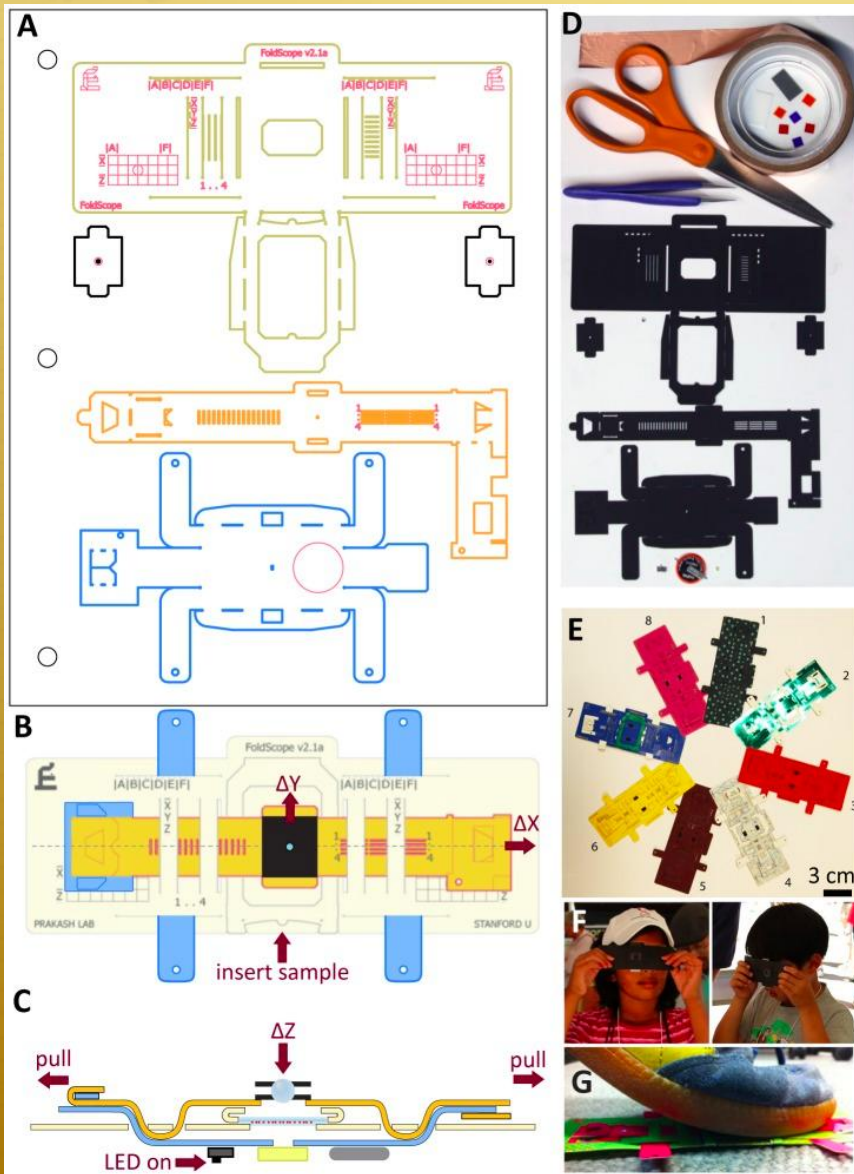 A
FoldScope v2.1a
|A|B|C|D|E|F|
|A|B|C|D|E|F|
X
Y
Z
X
Y
Z
|A|
|F|
|A|
|F|
X
Z
X
Z
1 . . 4
FoldScope
FoldScope
1
4
1
4
B
FoldScope v2.1a
|A|B|C|D|E|F|
|A|B|C|D|E|F|
X
Y
Z
X
Y
Z
ΔY
ΔX
1
4
1
4
X
Z
1 . . 4
PRAKASH LAB
STANFORD U
insert sample
C
ΔZ
pull
pull
LED on
D
E
1
2
3
4
5
6
7
8
3 cm
F
G